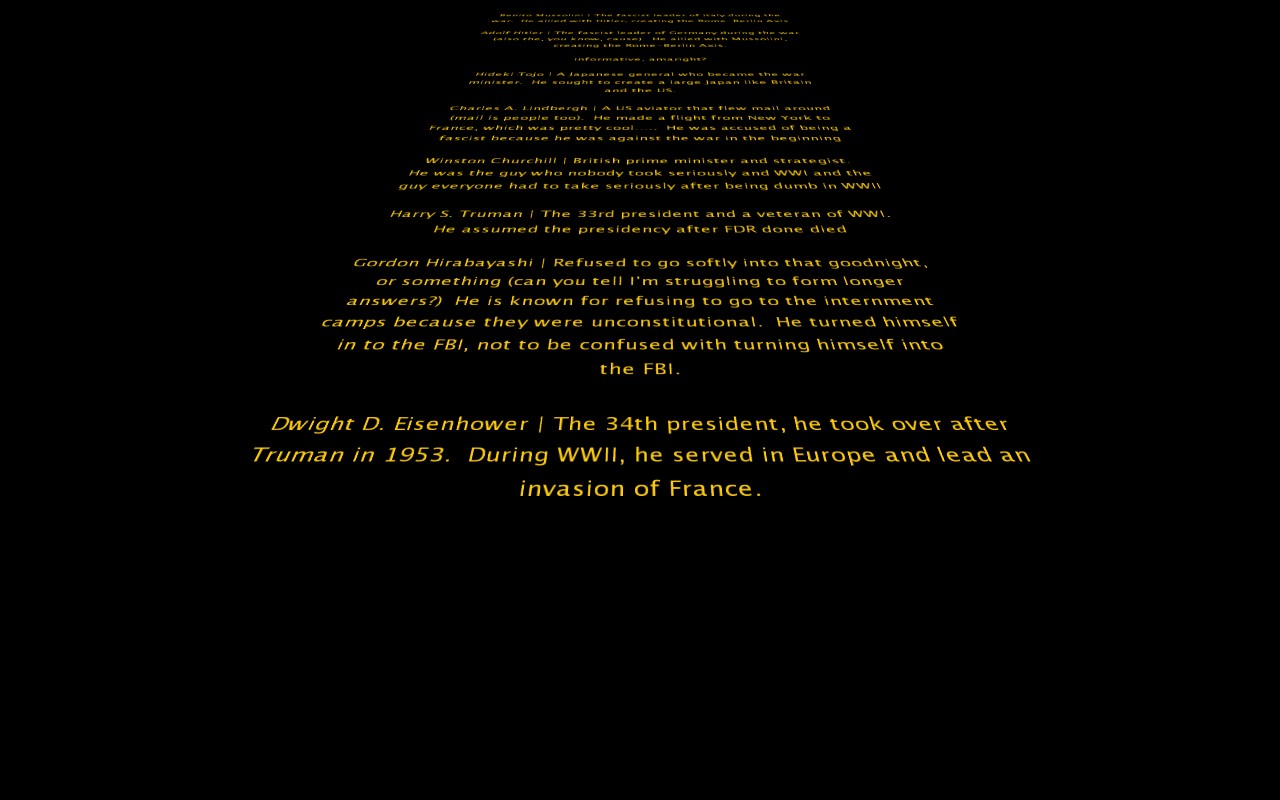 Benito Mussolini | The fascist leader of Italy during the
war.  He allied with Hitler, creating the Rome-Berlin Axis
Adolf Hitler | The fascist leader of Germany during the war
(also the, you know, cause).  He allied with Mussolini,
creating the Rome-Berlin Axis.
Informative, amaright?
Hideki Tojo | A Japanese general who became the war
minister.  He sought to create a large Japan like Britain
and the US.
Charles A. Lindbergh | A US aviator that flew mail around
(mail is people too).  He made a flight from New York to
France, which was pretty cool.....  He was accused of being a
fascist because he was against the war in the beginning
Winston Churchill | British prime minister and strategist.
He was the guy who nobody took seriously and WWI and the
guy everyone had to take seriously after being dumb in WWII
Harry S. Truman | The 33rd president and a veteran of WWI.
He assumed the presidency after FDR done died
Gordon Hirabayashi | Refused to go softly into that goodnight,
or something (can you tell I'm struggling to form longer
answers?)  He is known for refusing to go to the internment
camps because they were unconstitutional.  He turned himself
in to the FBI, not to be confused with turning himself into
the FBI.
Dwight D. Eisenhower | The 34th president, he took over after
Truman in 1953.  During WWII, he served in Europe and lead an
invasion of France.